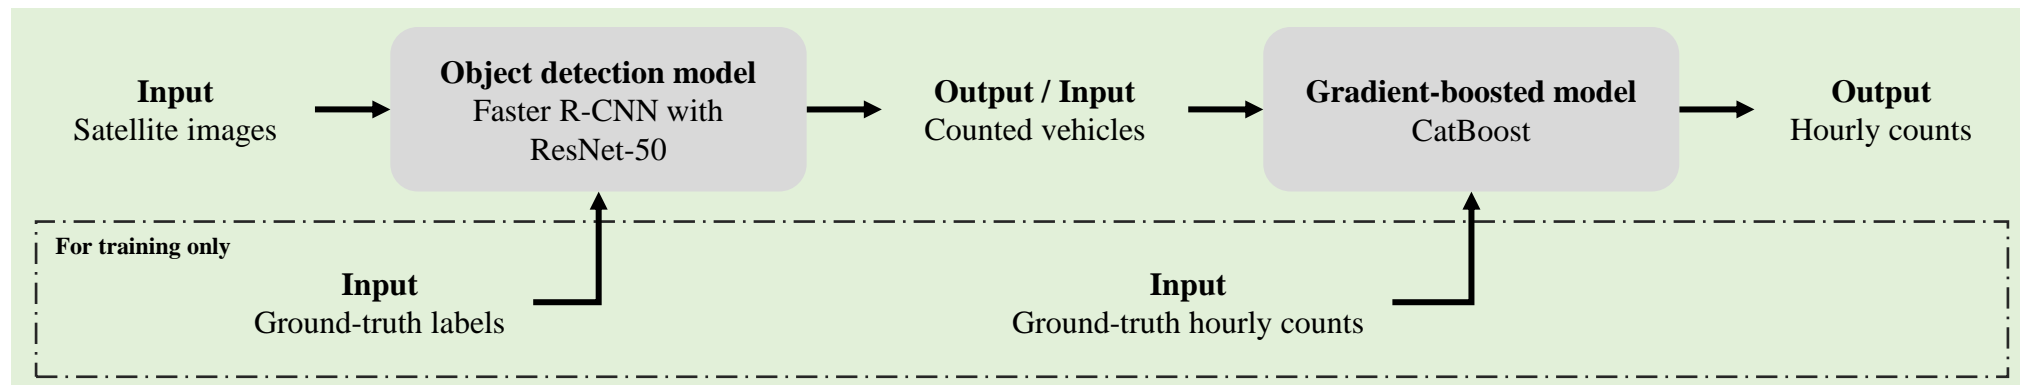 Input
Satellite images
Object detection model
Faster R-CNN with
ResNet-50
Output / Input
Counted vehicles
Gradient-boosted model
CatBoost
Output
Hourly counts
For training only
Input
Ground-truth labels
Input
Ground-truth hourly counts